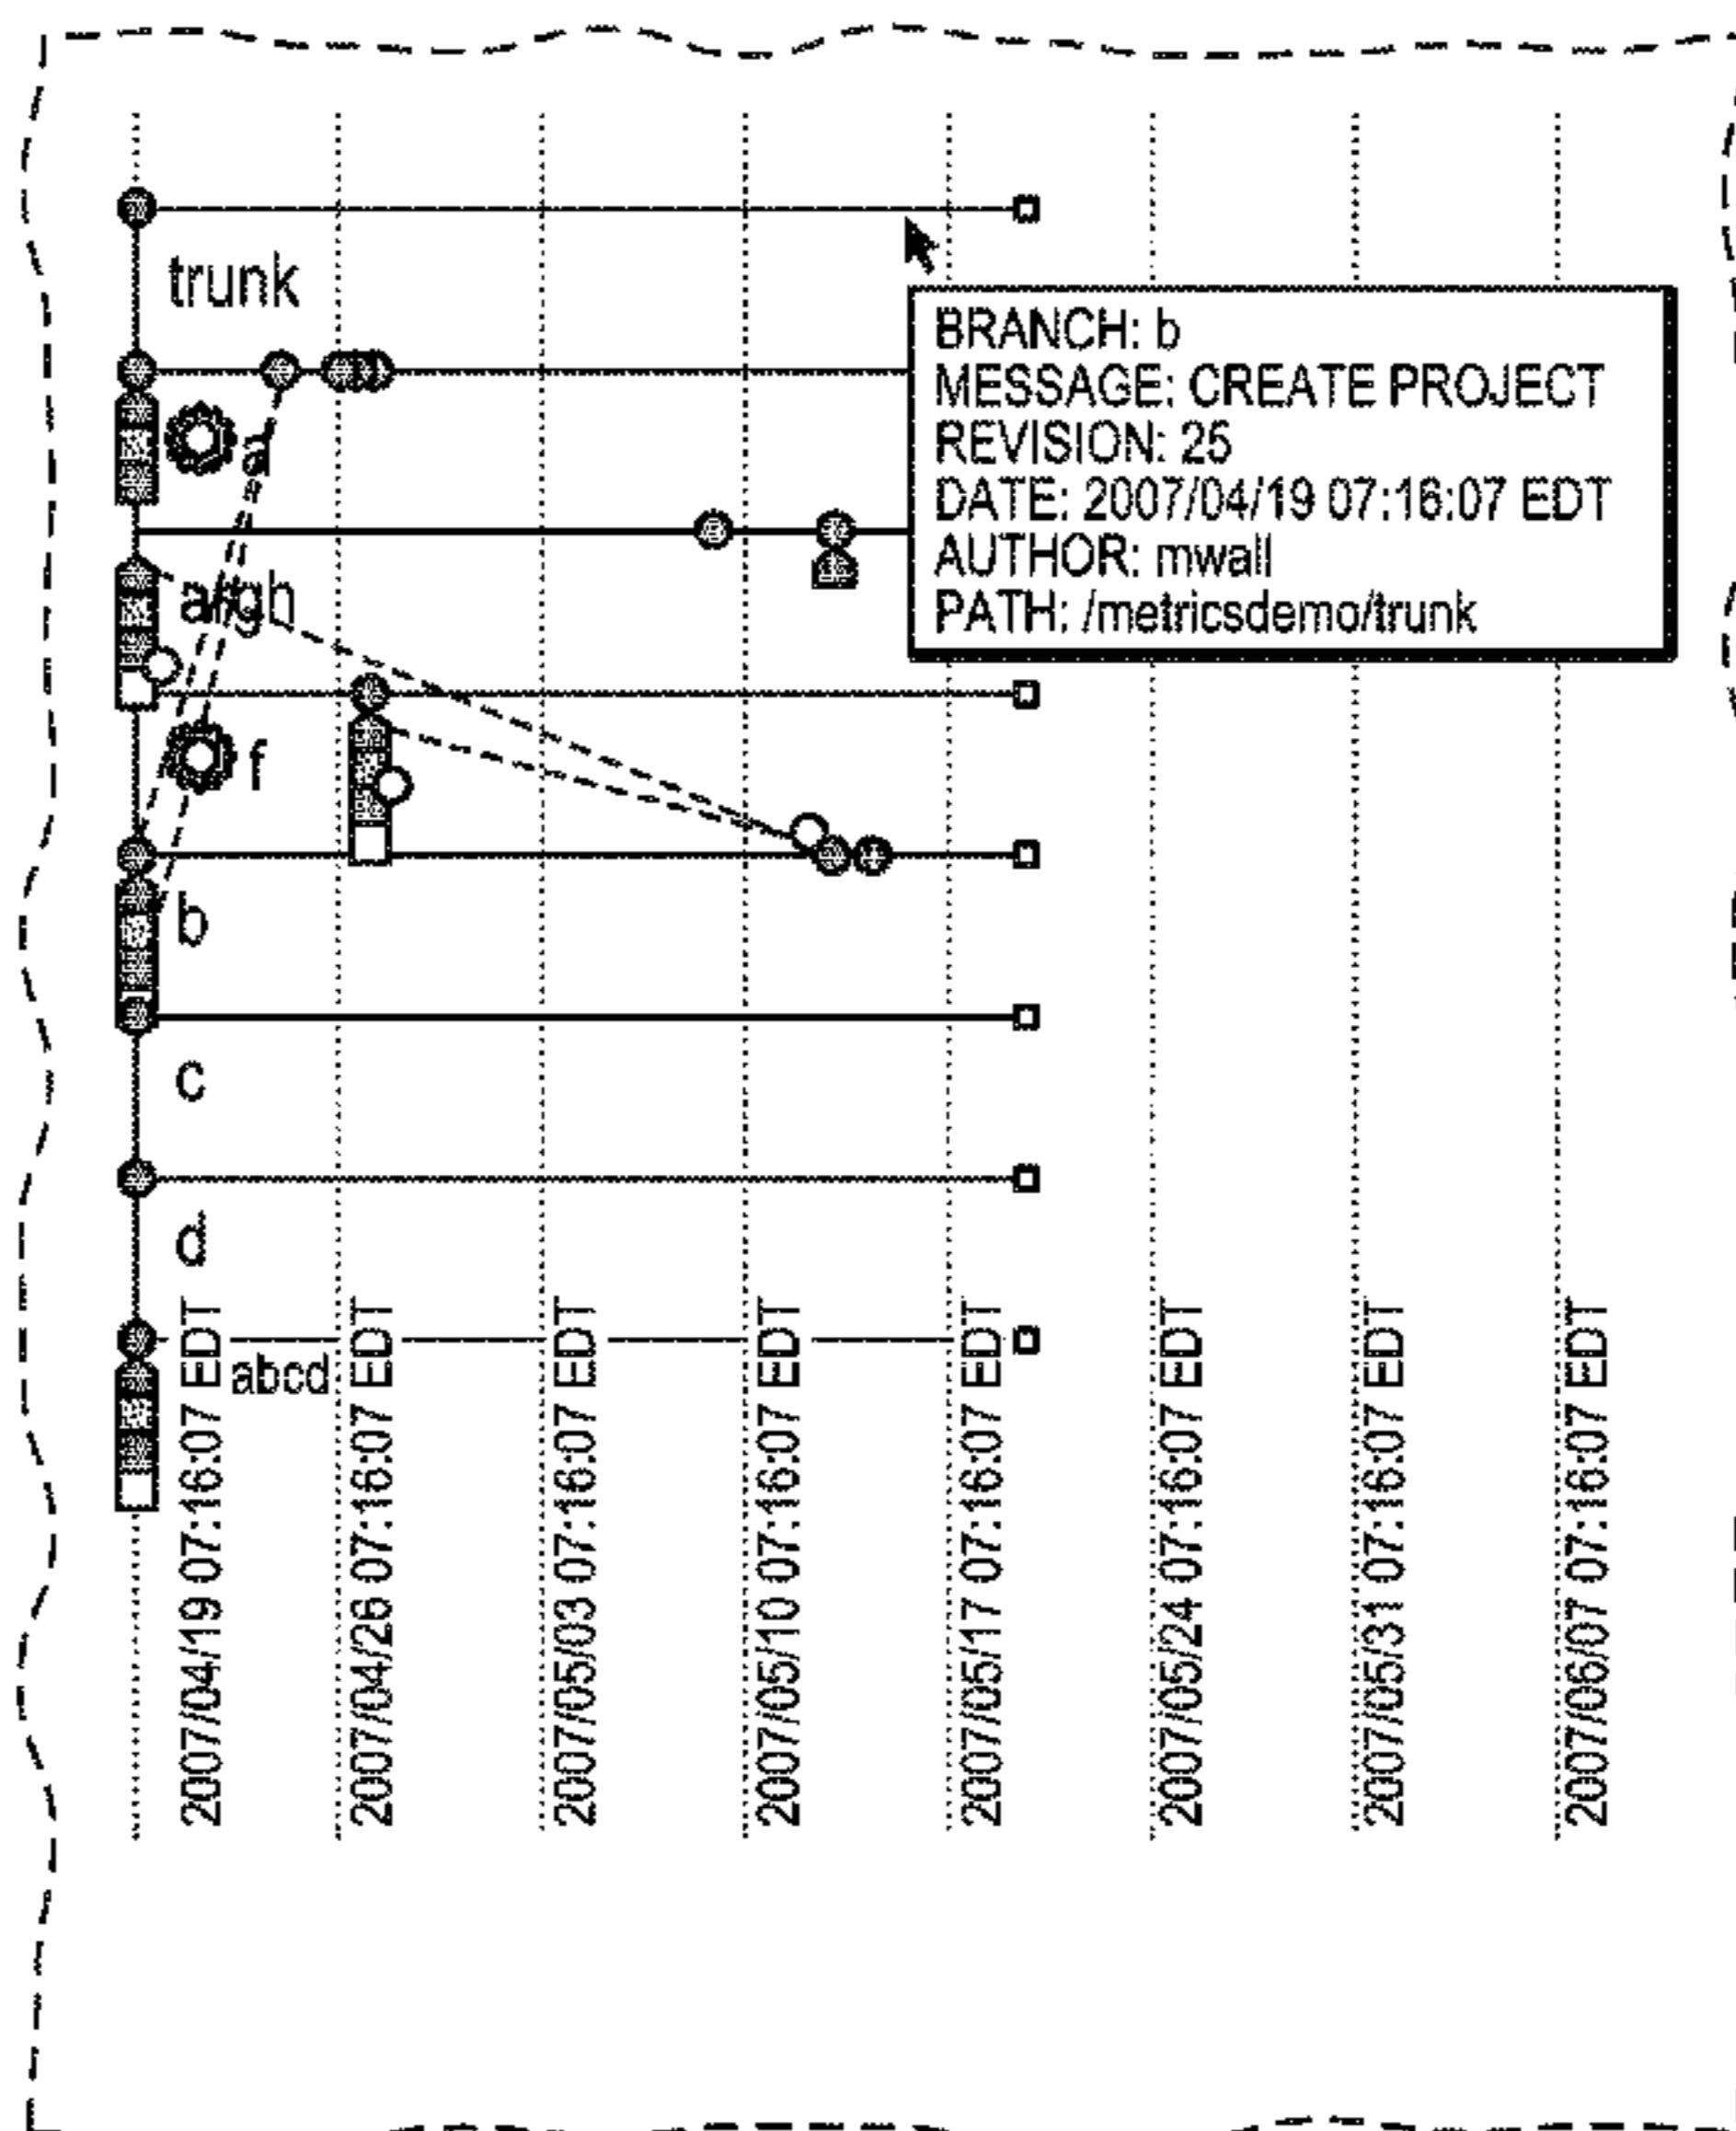 trunk
BRANCH: b
MESSAGE: CREATE PROJECT
REVISION: 25
DATE: 2007/04/19 07:16:07 EDT
AUTHOR: mwall
PATH: /metricsdemo/trunk
a
f
b
c
d
abcd
2007/04/19 07:16:07 EDT
2007/04/26 07:16:07 EDT
2007/05/03 07:16:07 EDT
2007/05/10 07:16:07 EDT
2007/05/17 07:16:07 EDT
2007/05/24 07:16:07 EDT
2007/05/31 07:16:07 EDT
2007/06/07 07:16:07 EDT